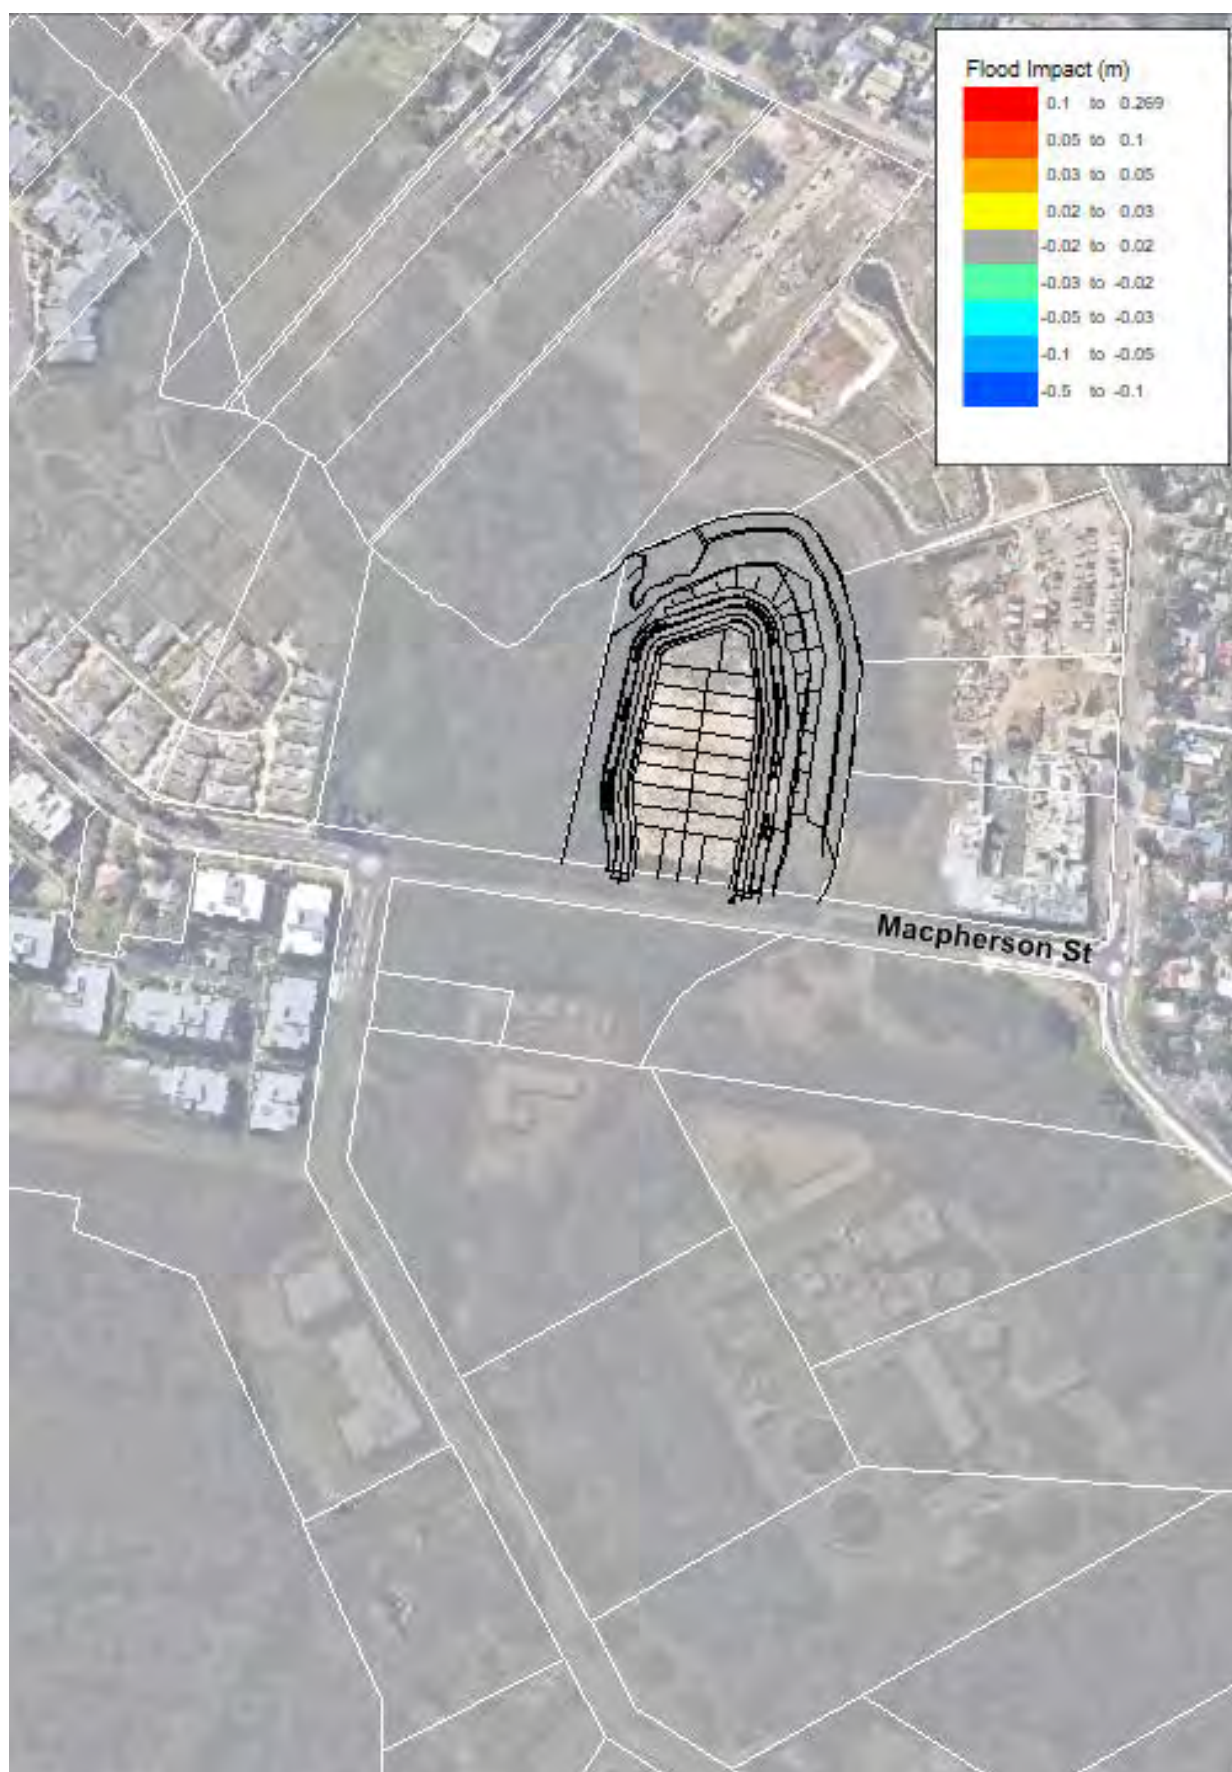 Flood Impact (m)
0.1 to 0.269
0.05 to 0.1
0.03 to 0.05
0.02 to 0.03
-0.02 to 0.02
-0.03 to -0.02
-0.05 to -0.03
-0.1 to -0.05
-0.5 to -0.1
Macpherson St